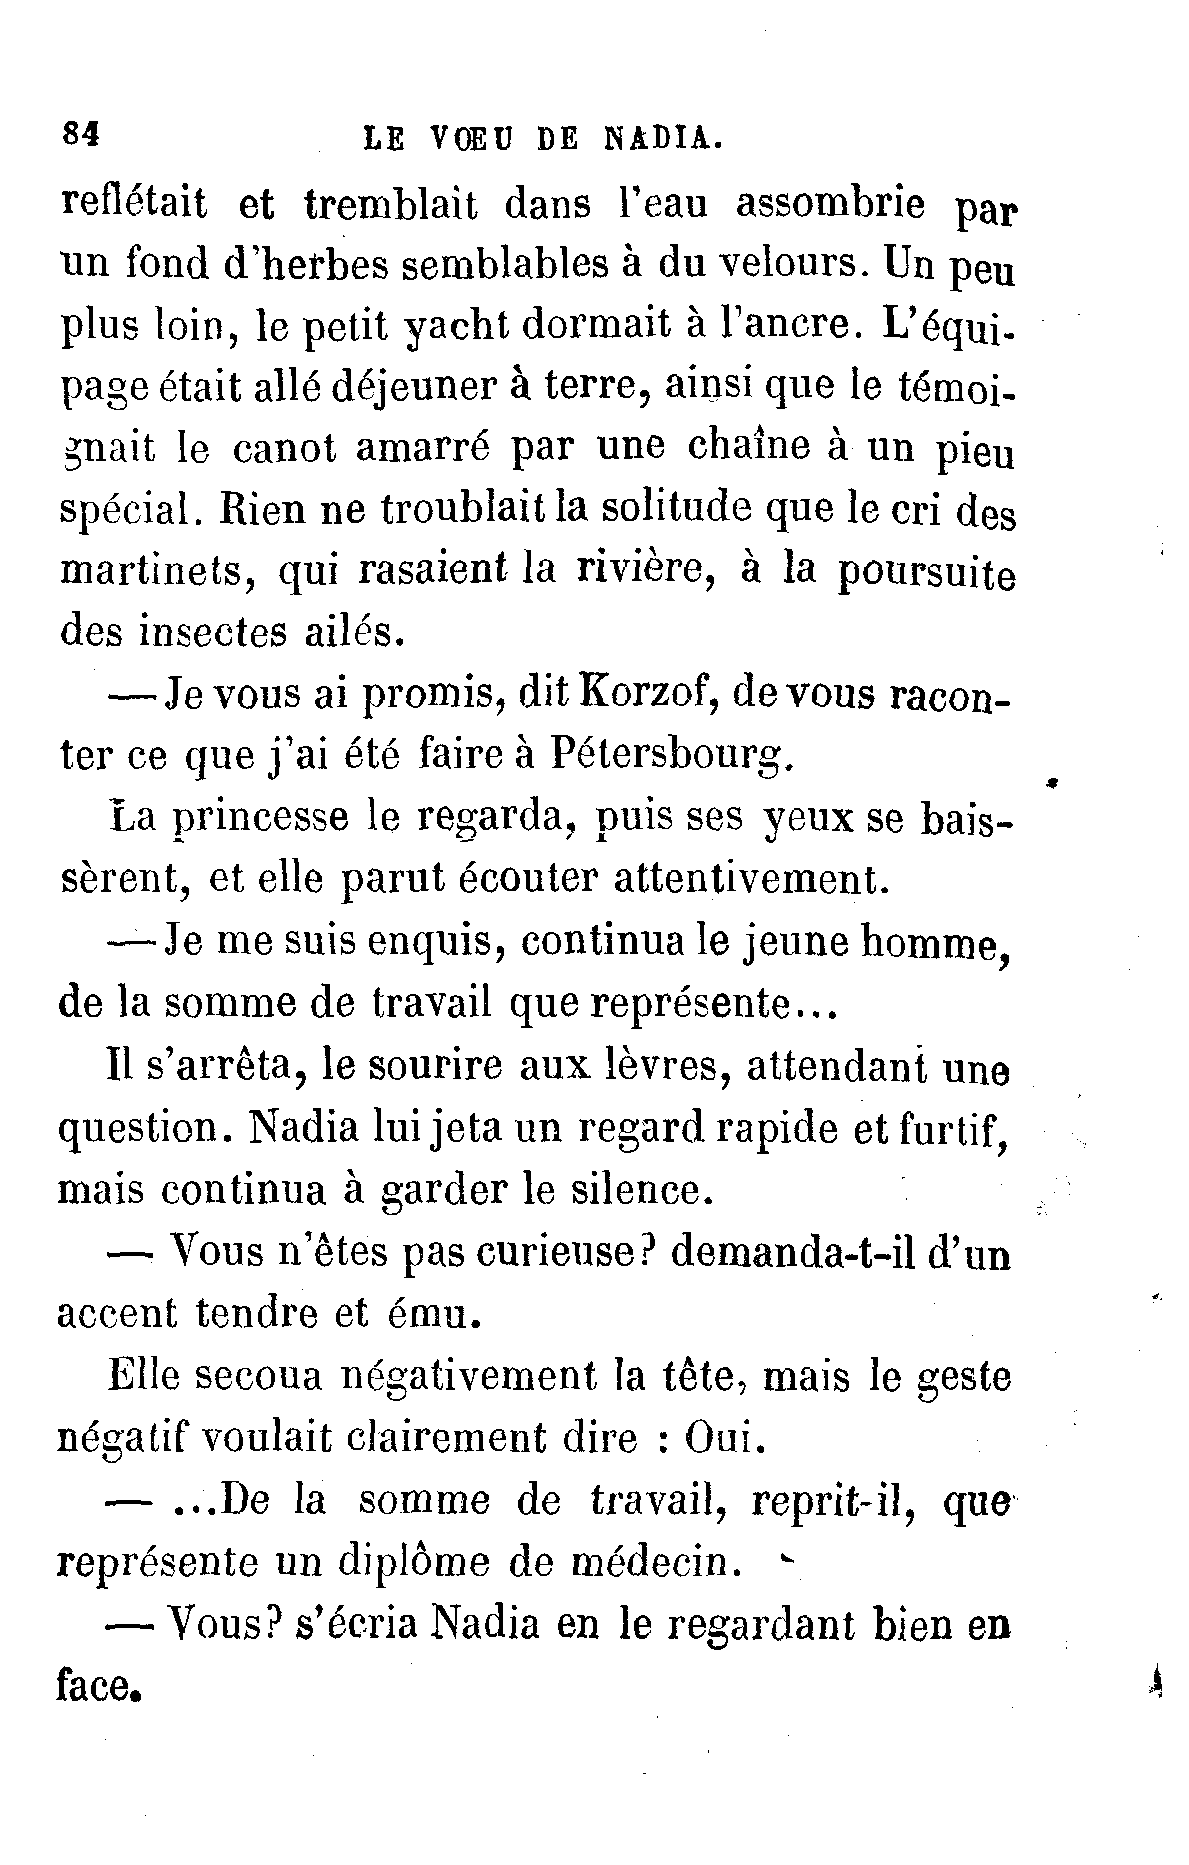 84 LE VŒU DE NADIA.
reflétait et tremblait dans l'eau assombrie par
un fond d'herbes semblables à du velours. Un peu
plus loin, le petit yacht dormait à l'ancre. L'équi-
page était allé déjeuner à terre, ainsi que le témoi-
gnait le canot amarré par une chaîne à un pieu
spécial. Rien ne troublait la solitude que le cri des
martinets, qui rasaient la rivière, à la poursuite
des insectes ailés.
— Je vous ai promis, dit Korzof, de vous racon-
ter ce que j'ai été faire à Pétersbourg.
La princesse le regarda, puis ses yeux se bais-
sèrent, et elle parut écouter attentivement.
— Je me suis enquis, continua le jeune homme,
de la somme de travail que représente...
Il s'arrêta, le sourire aux lèvres, attendant une
question. Nadia lui jeta un regard rapide et furtif,
mais continua à garder le silence.
— Vous n'êtes pas curieuse? demanda-t-il d'un
accent tendre et ému.
Elle secoua négativement la tête, mais le geste
négatif voulait clairement dire : Oui.
— ...De la somme de travail, reprit-il, que
représente un diplôme de médecin.
— Vous? s'écria Nadia en le regardant bien en
face.